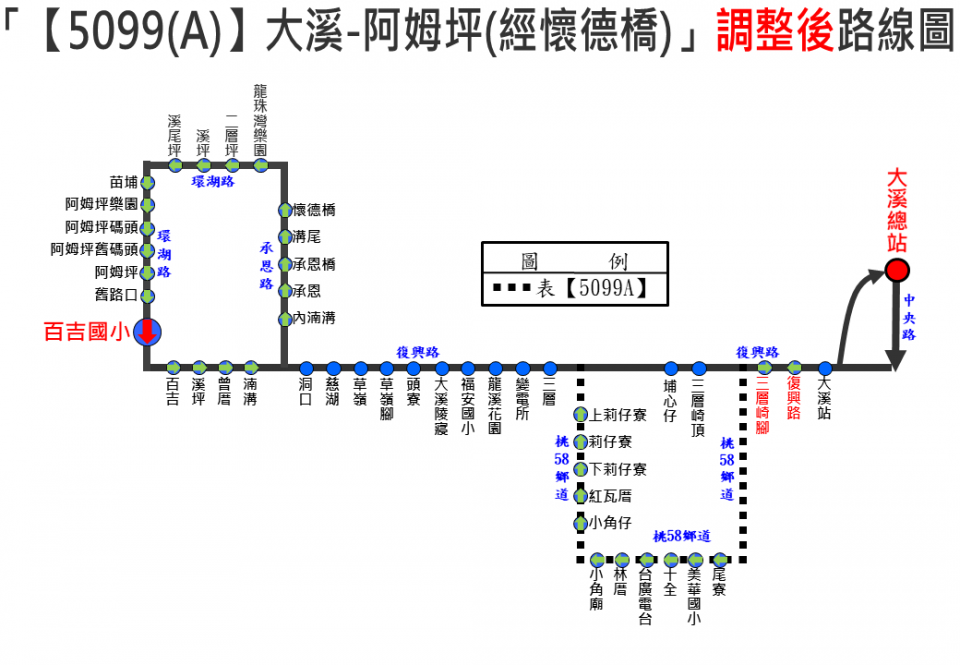 「【5099(A)】大溪-阿姆坪(經懷德橋)」調整後路線圖
龍珠灣樂園
二層坪
溪坪
溪尾坪
環湖路
苗埔
阿姆坪樂園
阿姆坪碼頭
阿姆坪舊碼頭
阿姆坪
舊路口
環湖路
百吉國小
懷德橋
溝尾
承恩橋
承恩
內湳溝
承恩路
圖 例
▪▪▪表【5099A】
大溪總站
中央路
復興路
復興路
百吉
溪坪
曾厝
湳溝
洞口
慈湖
草嶺
草嶺腳
頭寮
大溪陵寢
福安國小
龍溪花園
變電所
三層
埔心仔
三層崎頂
三層崎腳
復興路
大溪站
上莉仔寮
莉仔寮
下莉仔寮
紅瓦厝
小角仔
桃58鄉道
桃58鄉道
桃58鄉道
小角廟
林厝
台廣電台
十全
美華國小
尾寮